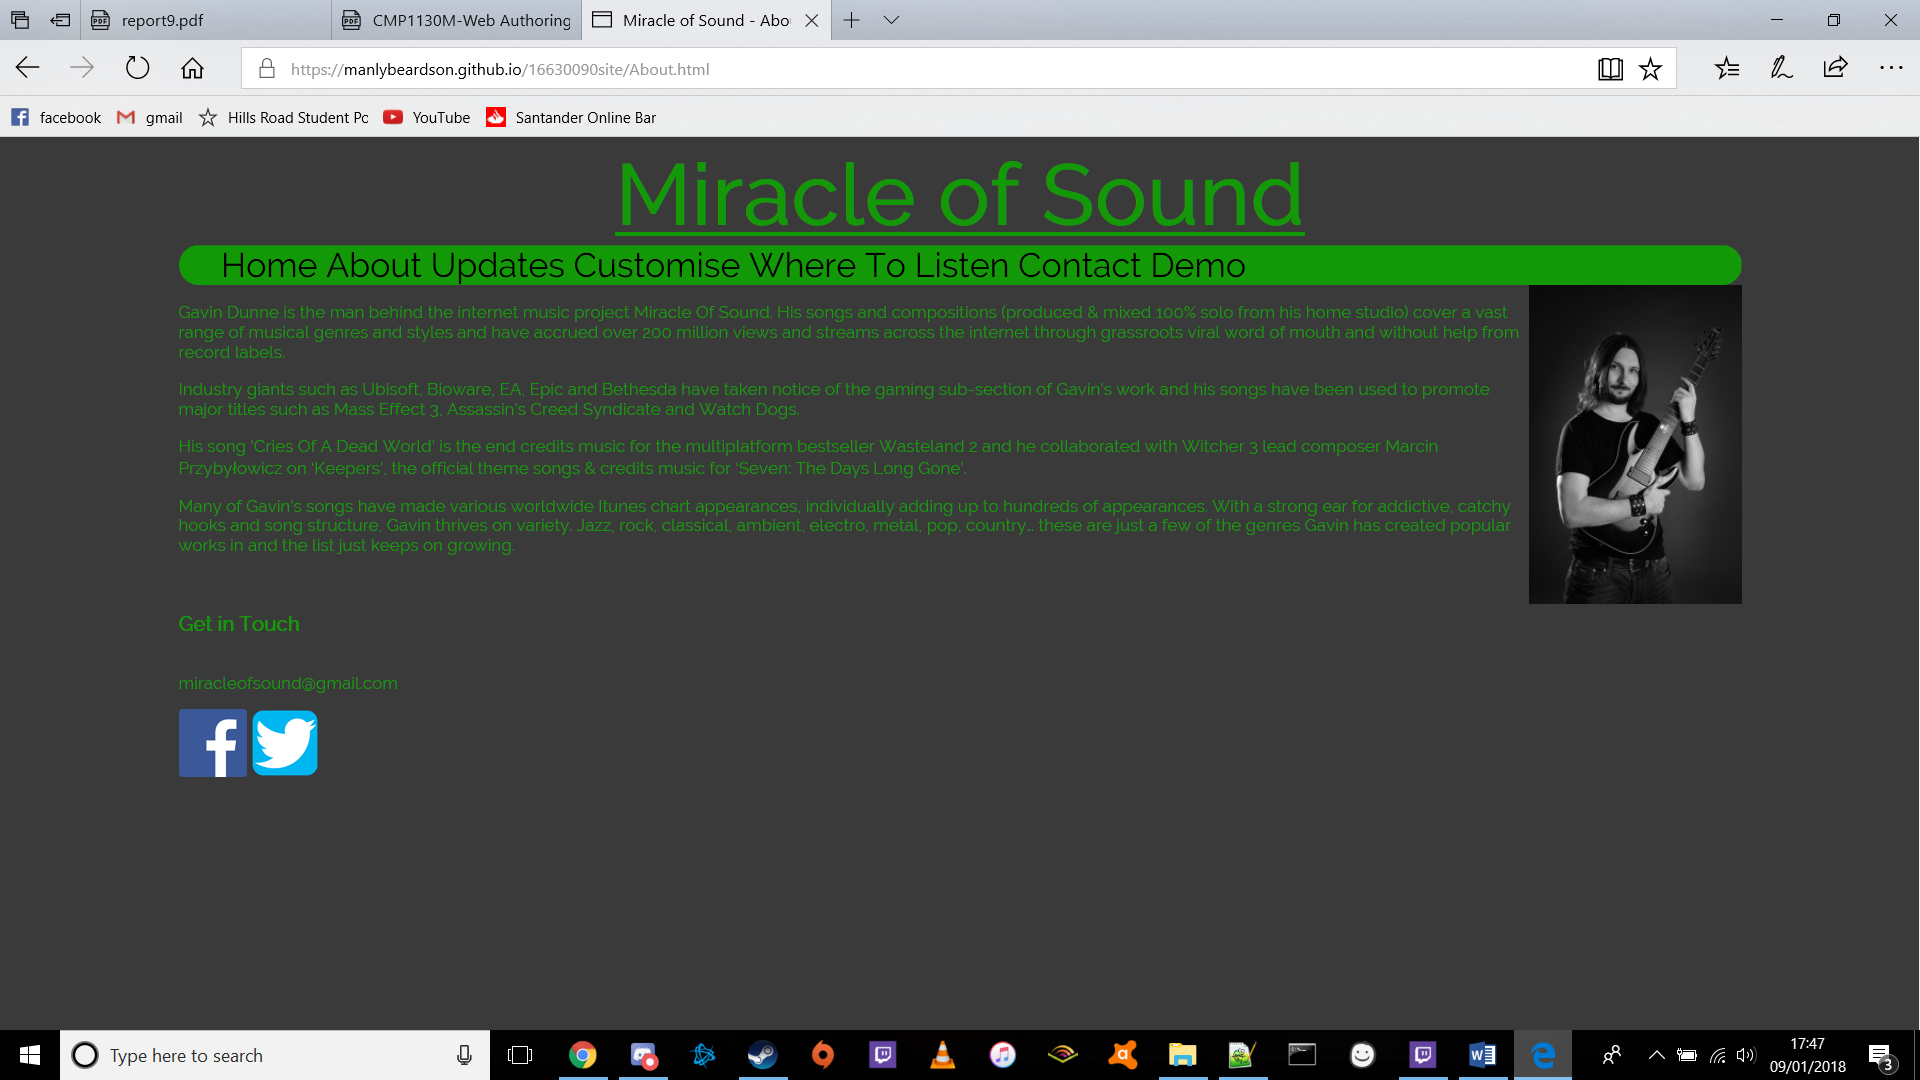 report9.pdf
CMP1130M-Web Authoring
Miracle of Sound - Abo
https://manlybeardson.github.io/16630090site/About.html
facebook
gmail
Hills Road Student Pc
YouTube
Santander Online Bar
Miracle of Sound
Home About Updates Customise Where To Listen Contact Demo
Gavin Dunne is the man behind the internet music project Miracle Of Sound. His songs and compositions (produced & mixed 100% solo from his home studio) cover a vast
range of musical genres and styles and have accrued over 200 million views and streams across the internet through grassroots viral word of mouth and without help from
record labels.
Industry giants such as Ubisoft, Bioware, EA, Epic and Bethesda have taken notice of the gaming sub-section of Gavin's work and his songs have been used to promote
major titles such as Mass Effect 3, Assassin's Creed Syndicate and Watch Dogs.
His song 'Cries Of A Dead World' is the end credits music for the multiplatform bestseller Wasteland 2 and he collaborated with Witcher 3 lead composer Marcin
Przybyłowicz on 'Keepers', the official theme songs & credits music for 'Seven: The Days Long Gone'.
Many of Gavin's songs have made various worldwide Itunes chart appearances, individually adding up to hundreds of appearances. With a strong ear for addictive, catchy
hooks and song structure, Gavin thrives on variety. Jazz, rock, classical, ambient, electro, metal, pop, country... these are just a few of the genres Gavin has created popular
works in and the list just keeps on growing.
Get in Touch
miracleofsound@gmail.com
Type here to search
17:47
09/01/2018
3